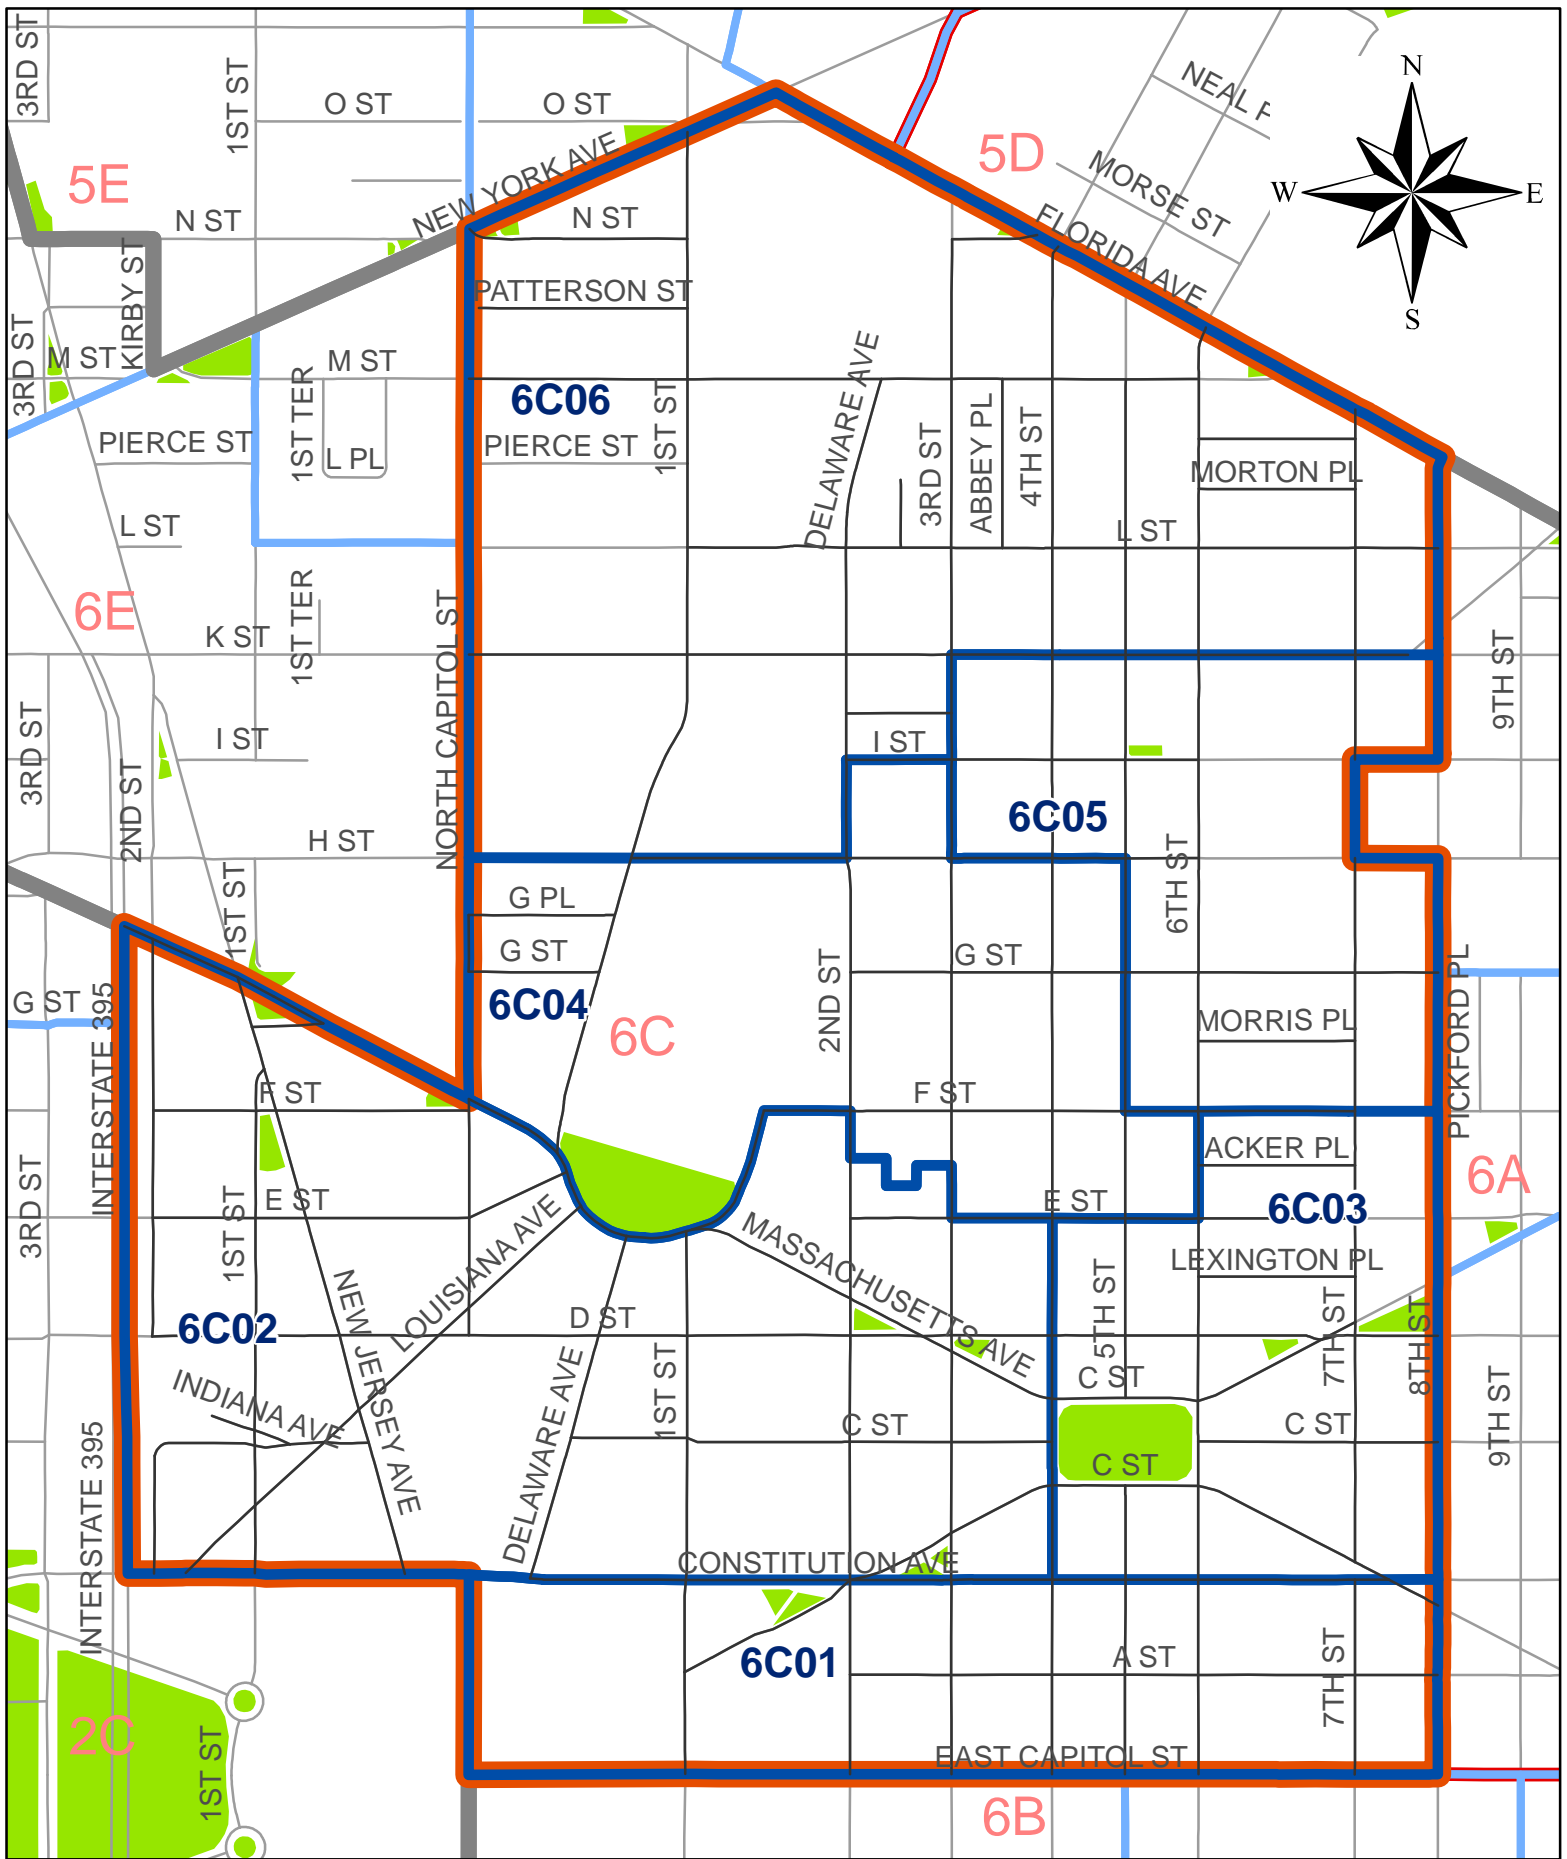 3RD ST
1ST ST
O ST
O ST
N
NEAL P
5E
5D
NEW YORK AVE
MORSE ST
W
E
N ST
N ST
FLORIDA AVE
KIRBY ST
PATTERSON ST
S
3RD ST
M ST
M ST
1ST TER
6C06
1ST ST
DELAWARE AVE
3RD ST
ABBEY PL
4TH ST
PIERCE ST
L PL
PIERCE ST
MORTON PL
L ST
L ST
6E
1ST TER
NORTH CAPITOL ST
K ST
9TH ST
3RD ST
2ND ST
I ST
I ST
6C05
H ST
6TH ST
1ST ST
G PL
G ST
2ND ST
G ST
PICKFORD PL
G ST
INTERSTATE 395
6C04
6C
MORRIS PL
F ST
F ST
ACKER PL
3RD ST
1ST ST
E ST
LOUISIANA AVE
MASSACHUSETTS AVE
E ST
6C03
6A
LEXINGTON PL
6C02
NEW JERSEY AVE
D ST
5TH ST
7TH ST
8TH ST
INDIANA AVE
DELAWARE AVE
1ST ST
C ST
9TH ST
C ST
C ST
C ST
INTERSTATE 395
CONSTITUTION AVE
6C01
A ST
7TH ST
2C
1ST ST
EAST CAPITOL ST
6B